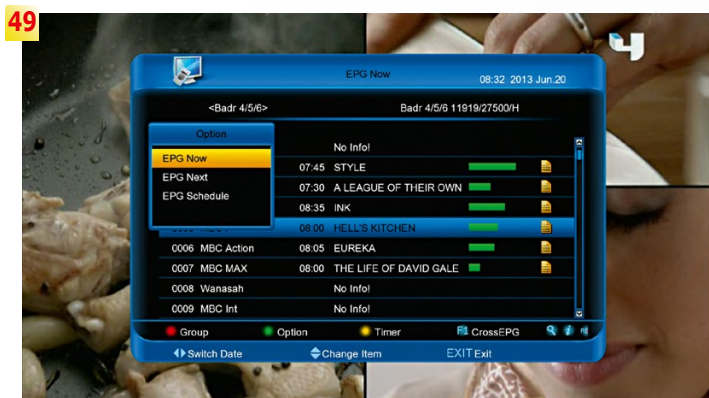 49
EPG Now
08:32 2013 Jun.20
<Badr 4/5/6>
Badr 4/5/6 11919/27500/H
Option
EPG Now
EPG Next
EPG Schedule
No Info!
07:45 STYLE
07:30 A LEAGUE OF THEIR OWN
08:35 INK
08:00 HELL'S KITCHEN
0006 MBC Action 08:05 EUREKA
0007 MBC MAX 08:00 THE LIFE OF DAVID GALE
0008 Wanasah No Info!
0009 MBC Int No Info!
Group Option Timer F1 CrossEPG
Switch Date Change Item EXIT Exit